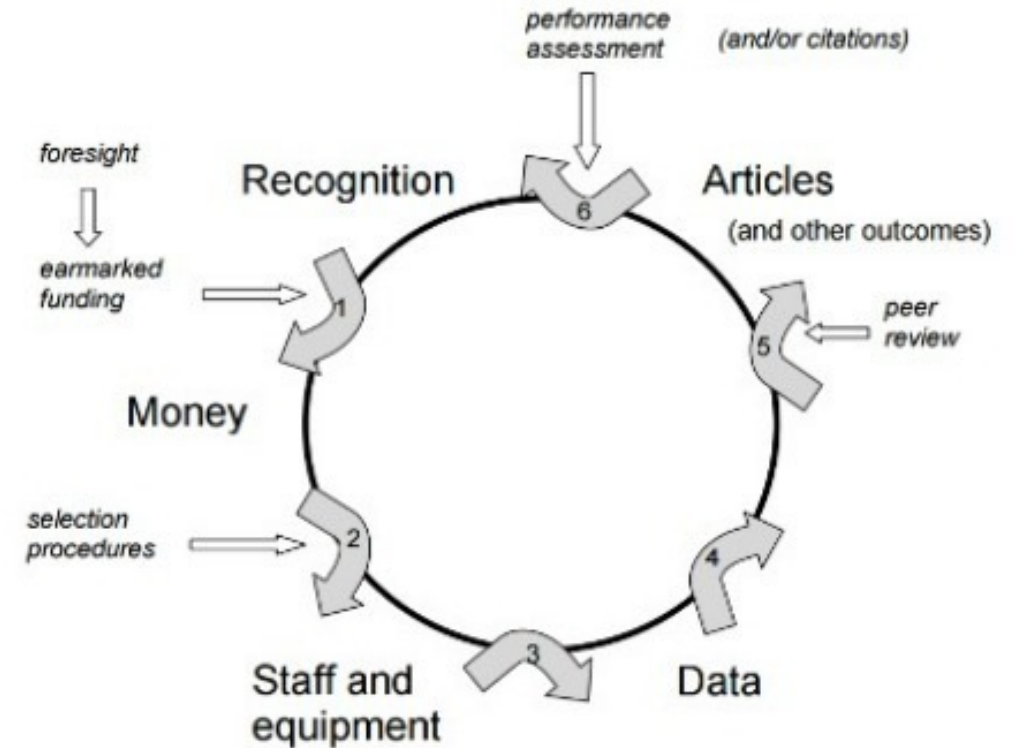 performance
assessment
(and/or citations)
foresight
Recognition
6
Articles
(and other outcomes)
earmarked
funding
1
5
peer
review
Money
selection
procedures
2
4
3
Staff and
equipment
Data